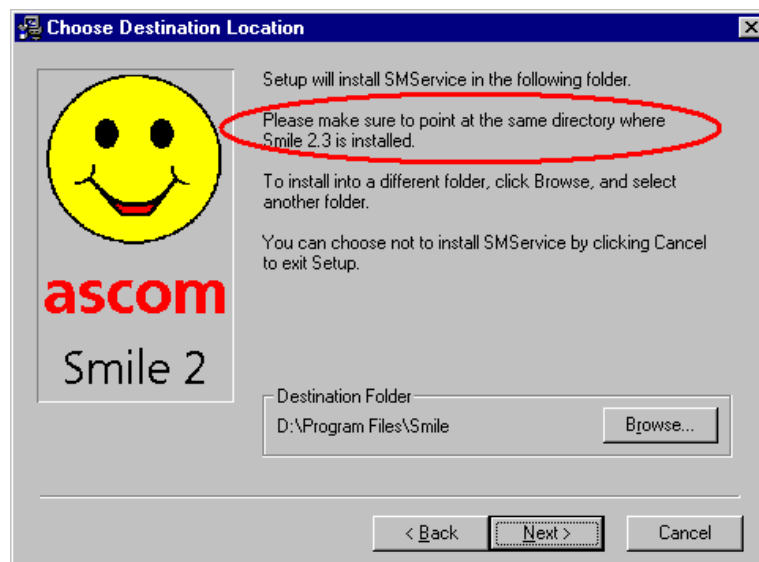 Choose Destination Location
Setup will install SMService in the following folder.
Please make sure to point at the same directory where
Smile 2.3 is installed.
To install into a different folder, click Browse, and select
another folder.
You can choose not to install SMService by clicking Cancel
to exit Setup.
ascom
Smile 2
Destination Folder
D:\Program Files\Smile
Browse...
< Back
Next >
Cancel